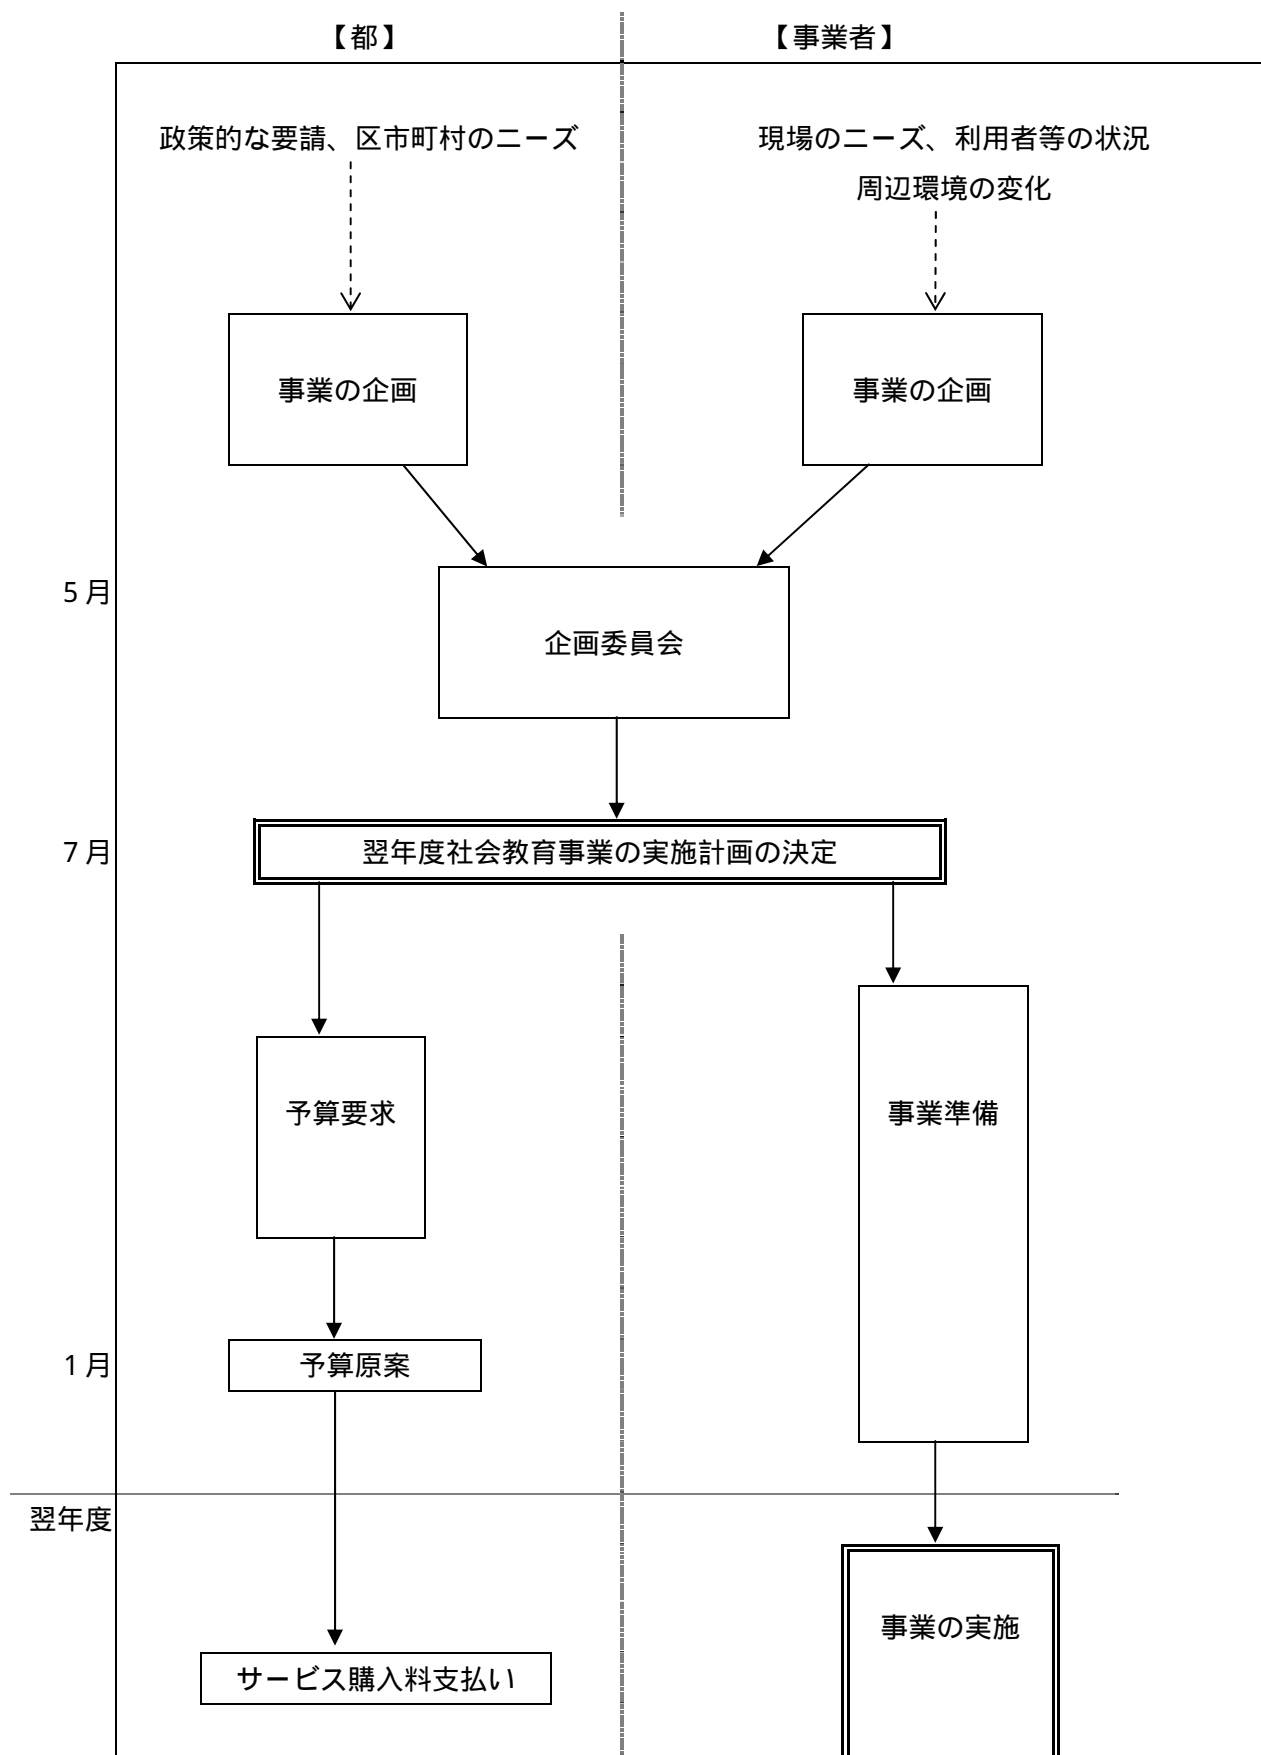 【都】
【事業者】
政策的な要請、区市町村のニーズ
現場のニーズ、利用者等の状況
周辺環境の変化
事業の企画
事業の企画
5月
企画委員会
7月
翌年度社会教育事業の実施計画の決定
予算要求
事業準備
1月
予算原案
翌年度
事業の実施
サービス購入料支払い